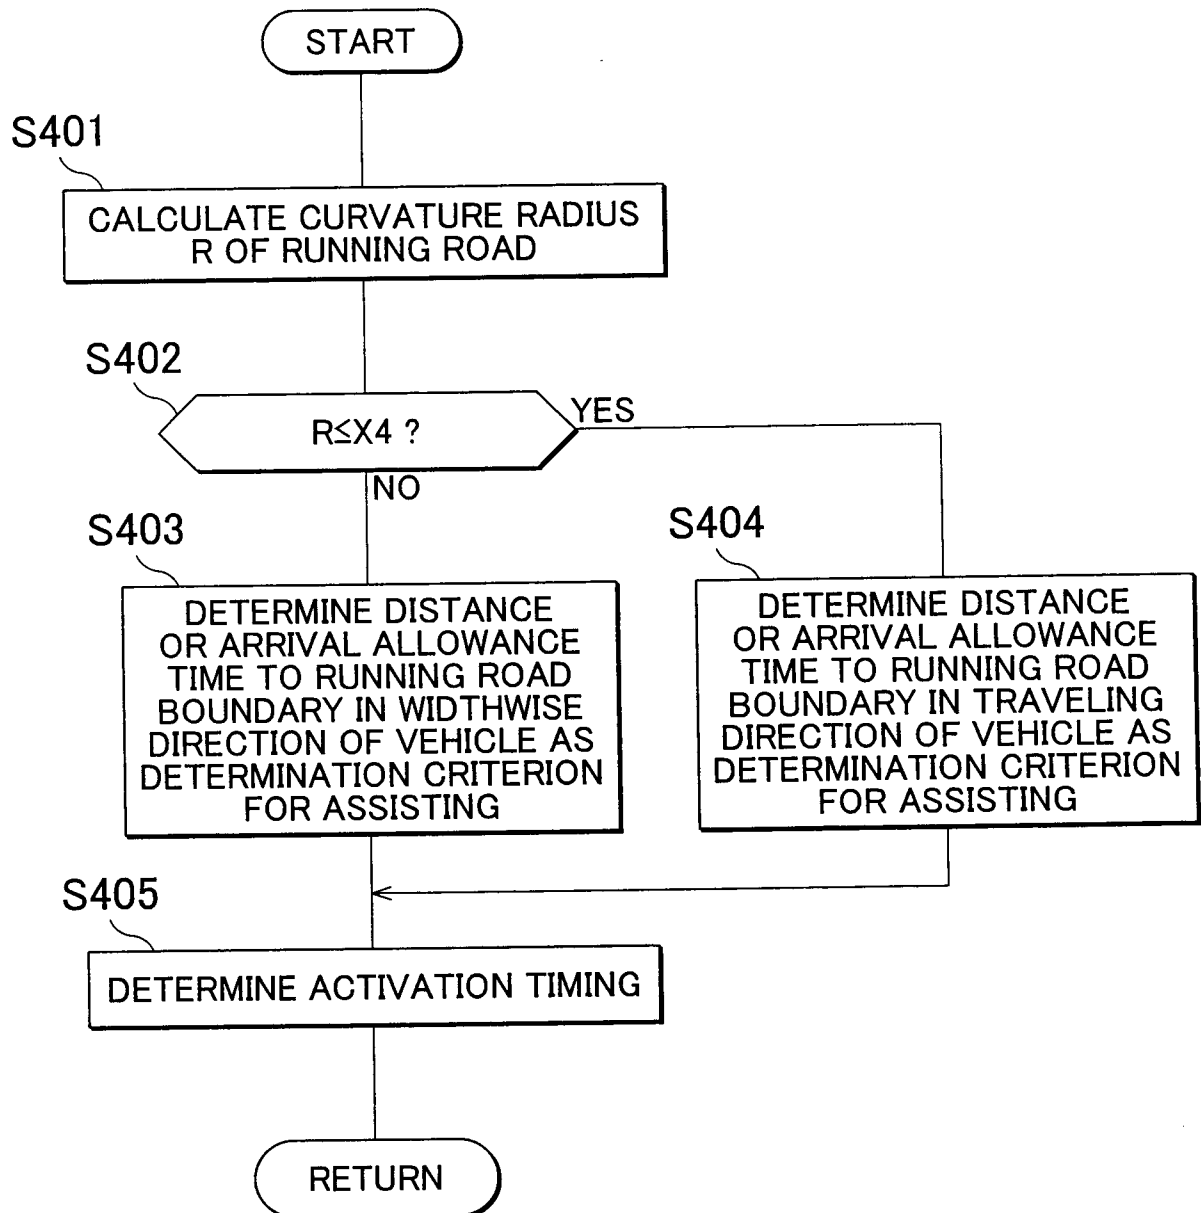 START
S401
CALCULATE CURVATURE RADIUS
R OF RUNNING ROAD
S402
R≤X4 ?
YES
NO
S403
DETERMINE DISTANCE
OR ARRIVAL ALLOWANCE
TIME TO RUNNING ROAD
BOUNDARY IN WIDTHWISE
DIRECTION OF VEHICLE AS
DETERMINATION CRITERION
FOR ASSISTING
S404
DETERMINE DISTANCE
OR ARRIVAL ALLOWANCE
TIME TO RUNNING ROAD
BOUNDARY IN TRAVELING
DIRECTION OF VEHICLE AS
DETERMINATION CRITERION
FOR ASSISTING
S405
DETERMINE ACTIVATION TIMING
RETURN